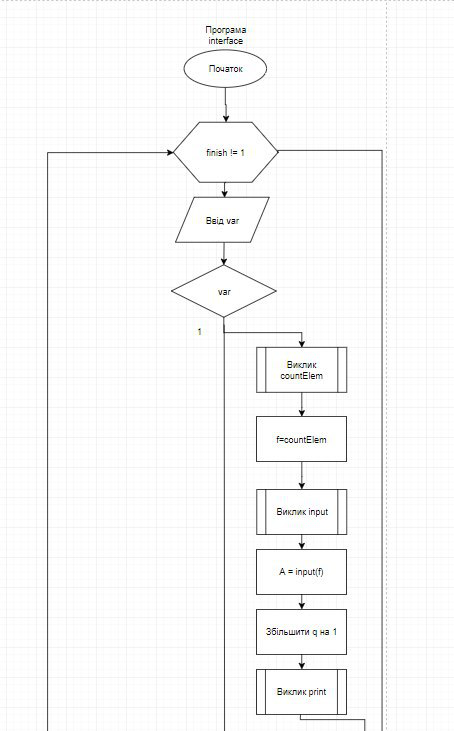 Програма
interface
Початок
finish != 1
Ввід var
var
1
Виклик
countElem
f=countElem
Виклик input
A = input(f)
Збільшити q на 1
Виклик print